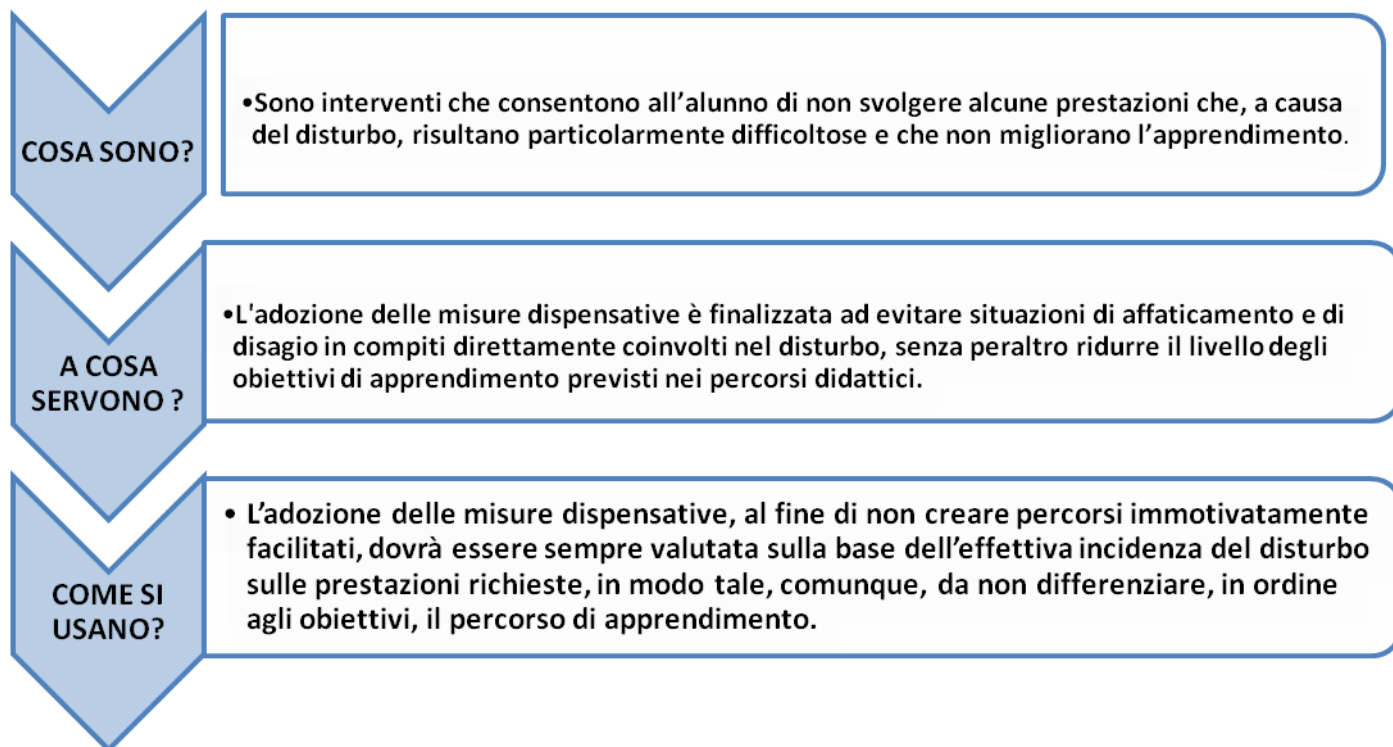 COSA SONO?
•Sono interventi che consentono all’alunno di non svolgere alcune prestazioni che, a causa
del disturbo, risultano particolarmente difficoltose e che non migliorano l’apprendimento.
A COSA
SERVONO ?
•L'adozione delle misure dispensative è finalizzata ad evitare situazioni di affaticamento e di
disagio in compiti direttamente coinvolti nel disturbo, senza peraltro ridurre il livello degli
obiettivi di apprendimento previsti nei percorsi didattici.
COME SI
USANO?
• L’adozione delle misure dispensative, al fine di non creare percorsi immotivatamente
facilitati, dovrà essere sempre valutata sulla base dell’effettiva incidenza del disturbo
sulle prestazioni richieste, in modo tale, comunque, da non differenziare, in ordine
agli obiettivi, il percorso di apprendimento.